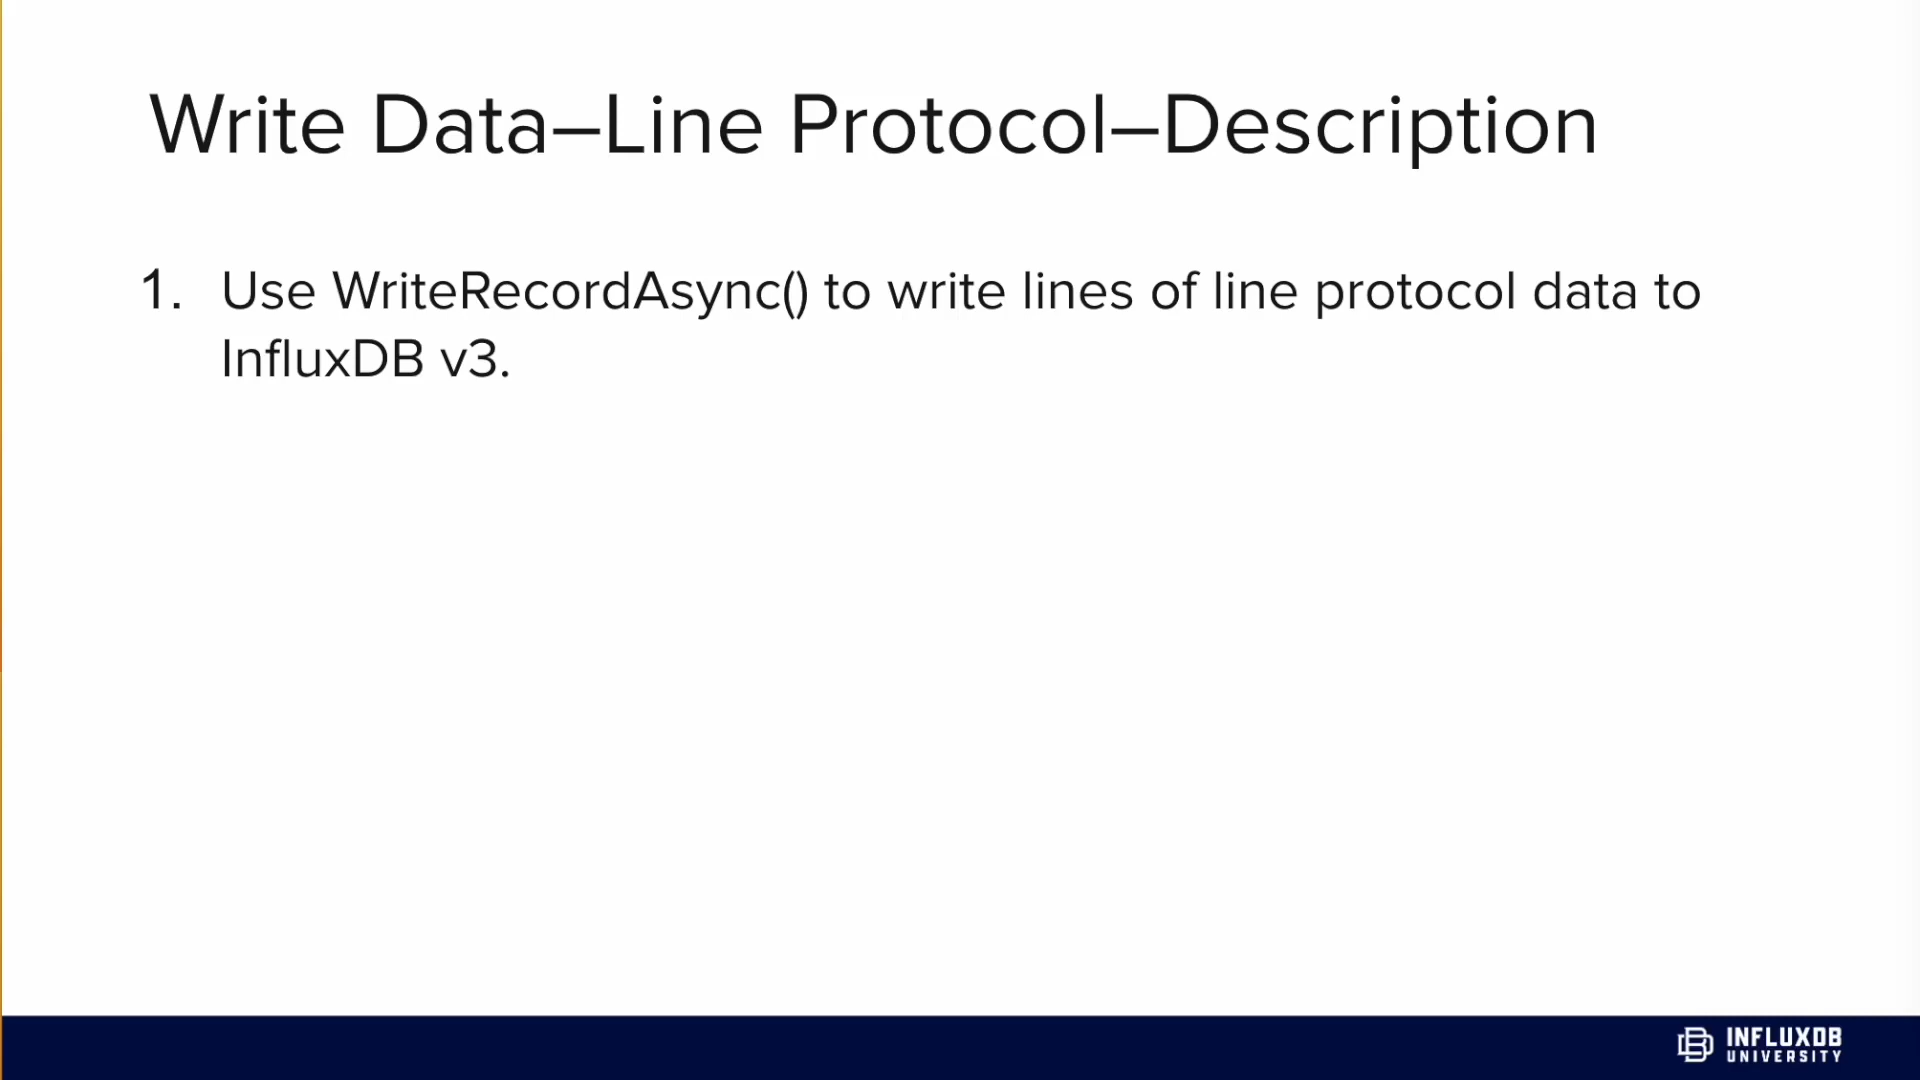 Write Data–Line Protocol–Description
1. Use WriteRecordAsync() to write lines of line protocol data to
InfluxDB v3.
INFLUXDB
UNIVERSITY